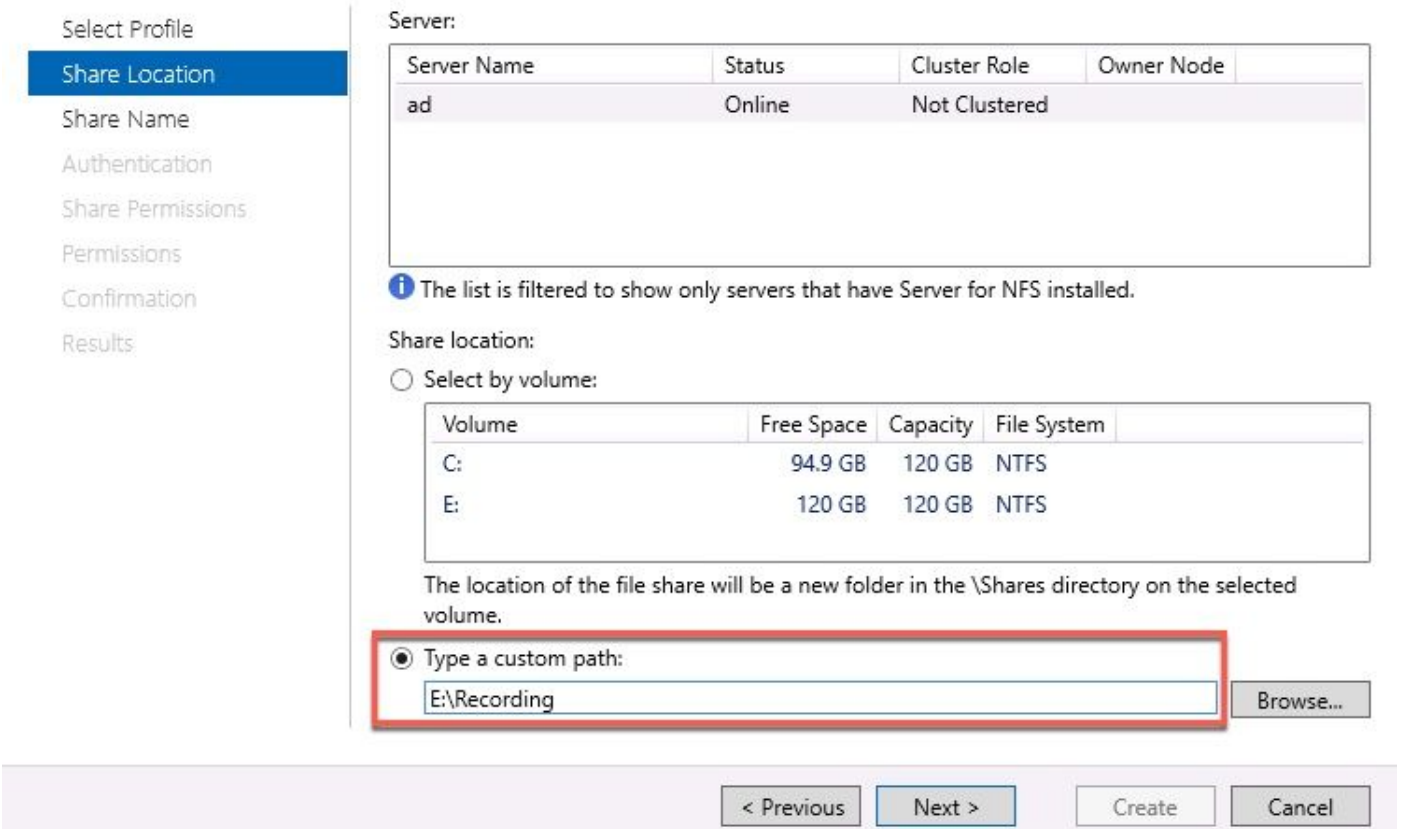 Select Profile
Share Location
Share Name
Authentication
Share Permissions
Permissions
Confirmation
Results
Server:
Server Name Status Cluster Role Owner Node
ad Online Not Clustered
The list is filtered to show only servers that have Server for NFS installed.
Share location:
Select by volume:
Volume Free Space Capacity File System
C: 94.9 GB 120 GB NTFS
E: 120 GB 120 GB NTFS
The location of the file share will be a new folder in the \Shares directory on the selected
volume.
Type a custom path:
E:\Recording Browse...
< Previous Next > Create Cancel